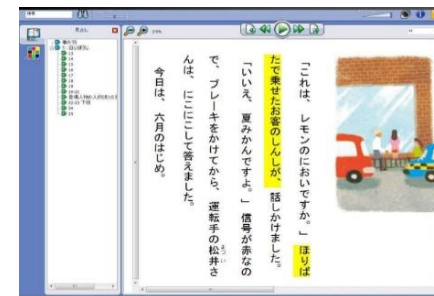 「これは、レモンのにおいですか。」ほりば
たで乗せたお客のしんしが、話しかけました。
「いいえ、夏みかんですよ。」信号が赤なの
で、ブレーキをかけてから、運転手の松井さ
んは、にこにこして答えました。
今日は、六月のはじめ。